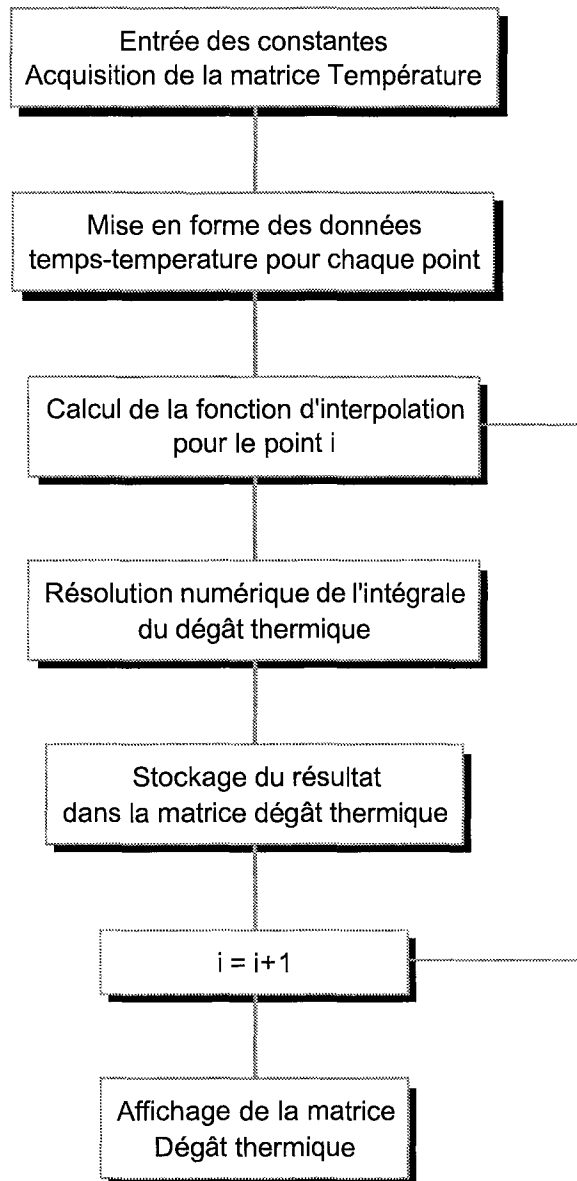 Entrée des constantes
Acquisition de la matrice Température
Mise en forme des données
temps-temperature pour chaque point
Calcul de la fonction d'interpolation
pour le point i
Résolution numérique de l'intégrale
du dégât thermique
Stockage du résultat
dans la matrice dégât thermique
i = i+1
Affichage de la matrice
Dégât thermique